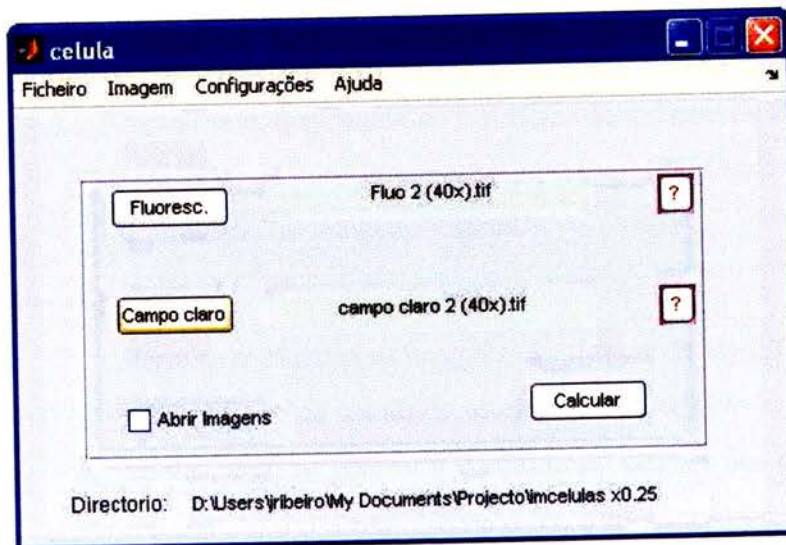 celula
Ficheiro Imagem Configurações Ajuda
Fluoresc. Fluo 2 (40x).tif ?
Campo claro campo claro 2 (40x).tif ?
Abrir Imagens Calcular
Directorio: D:\Users\jribeiro\My Documents\Projecto\imcelulas x0.25